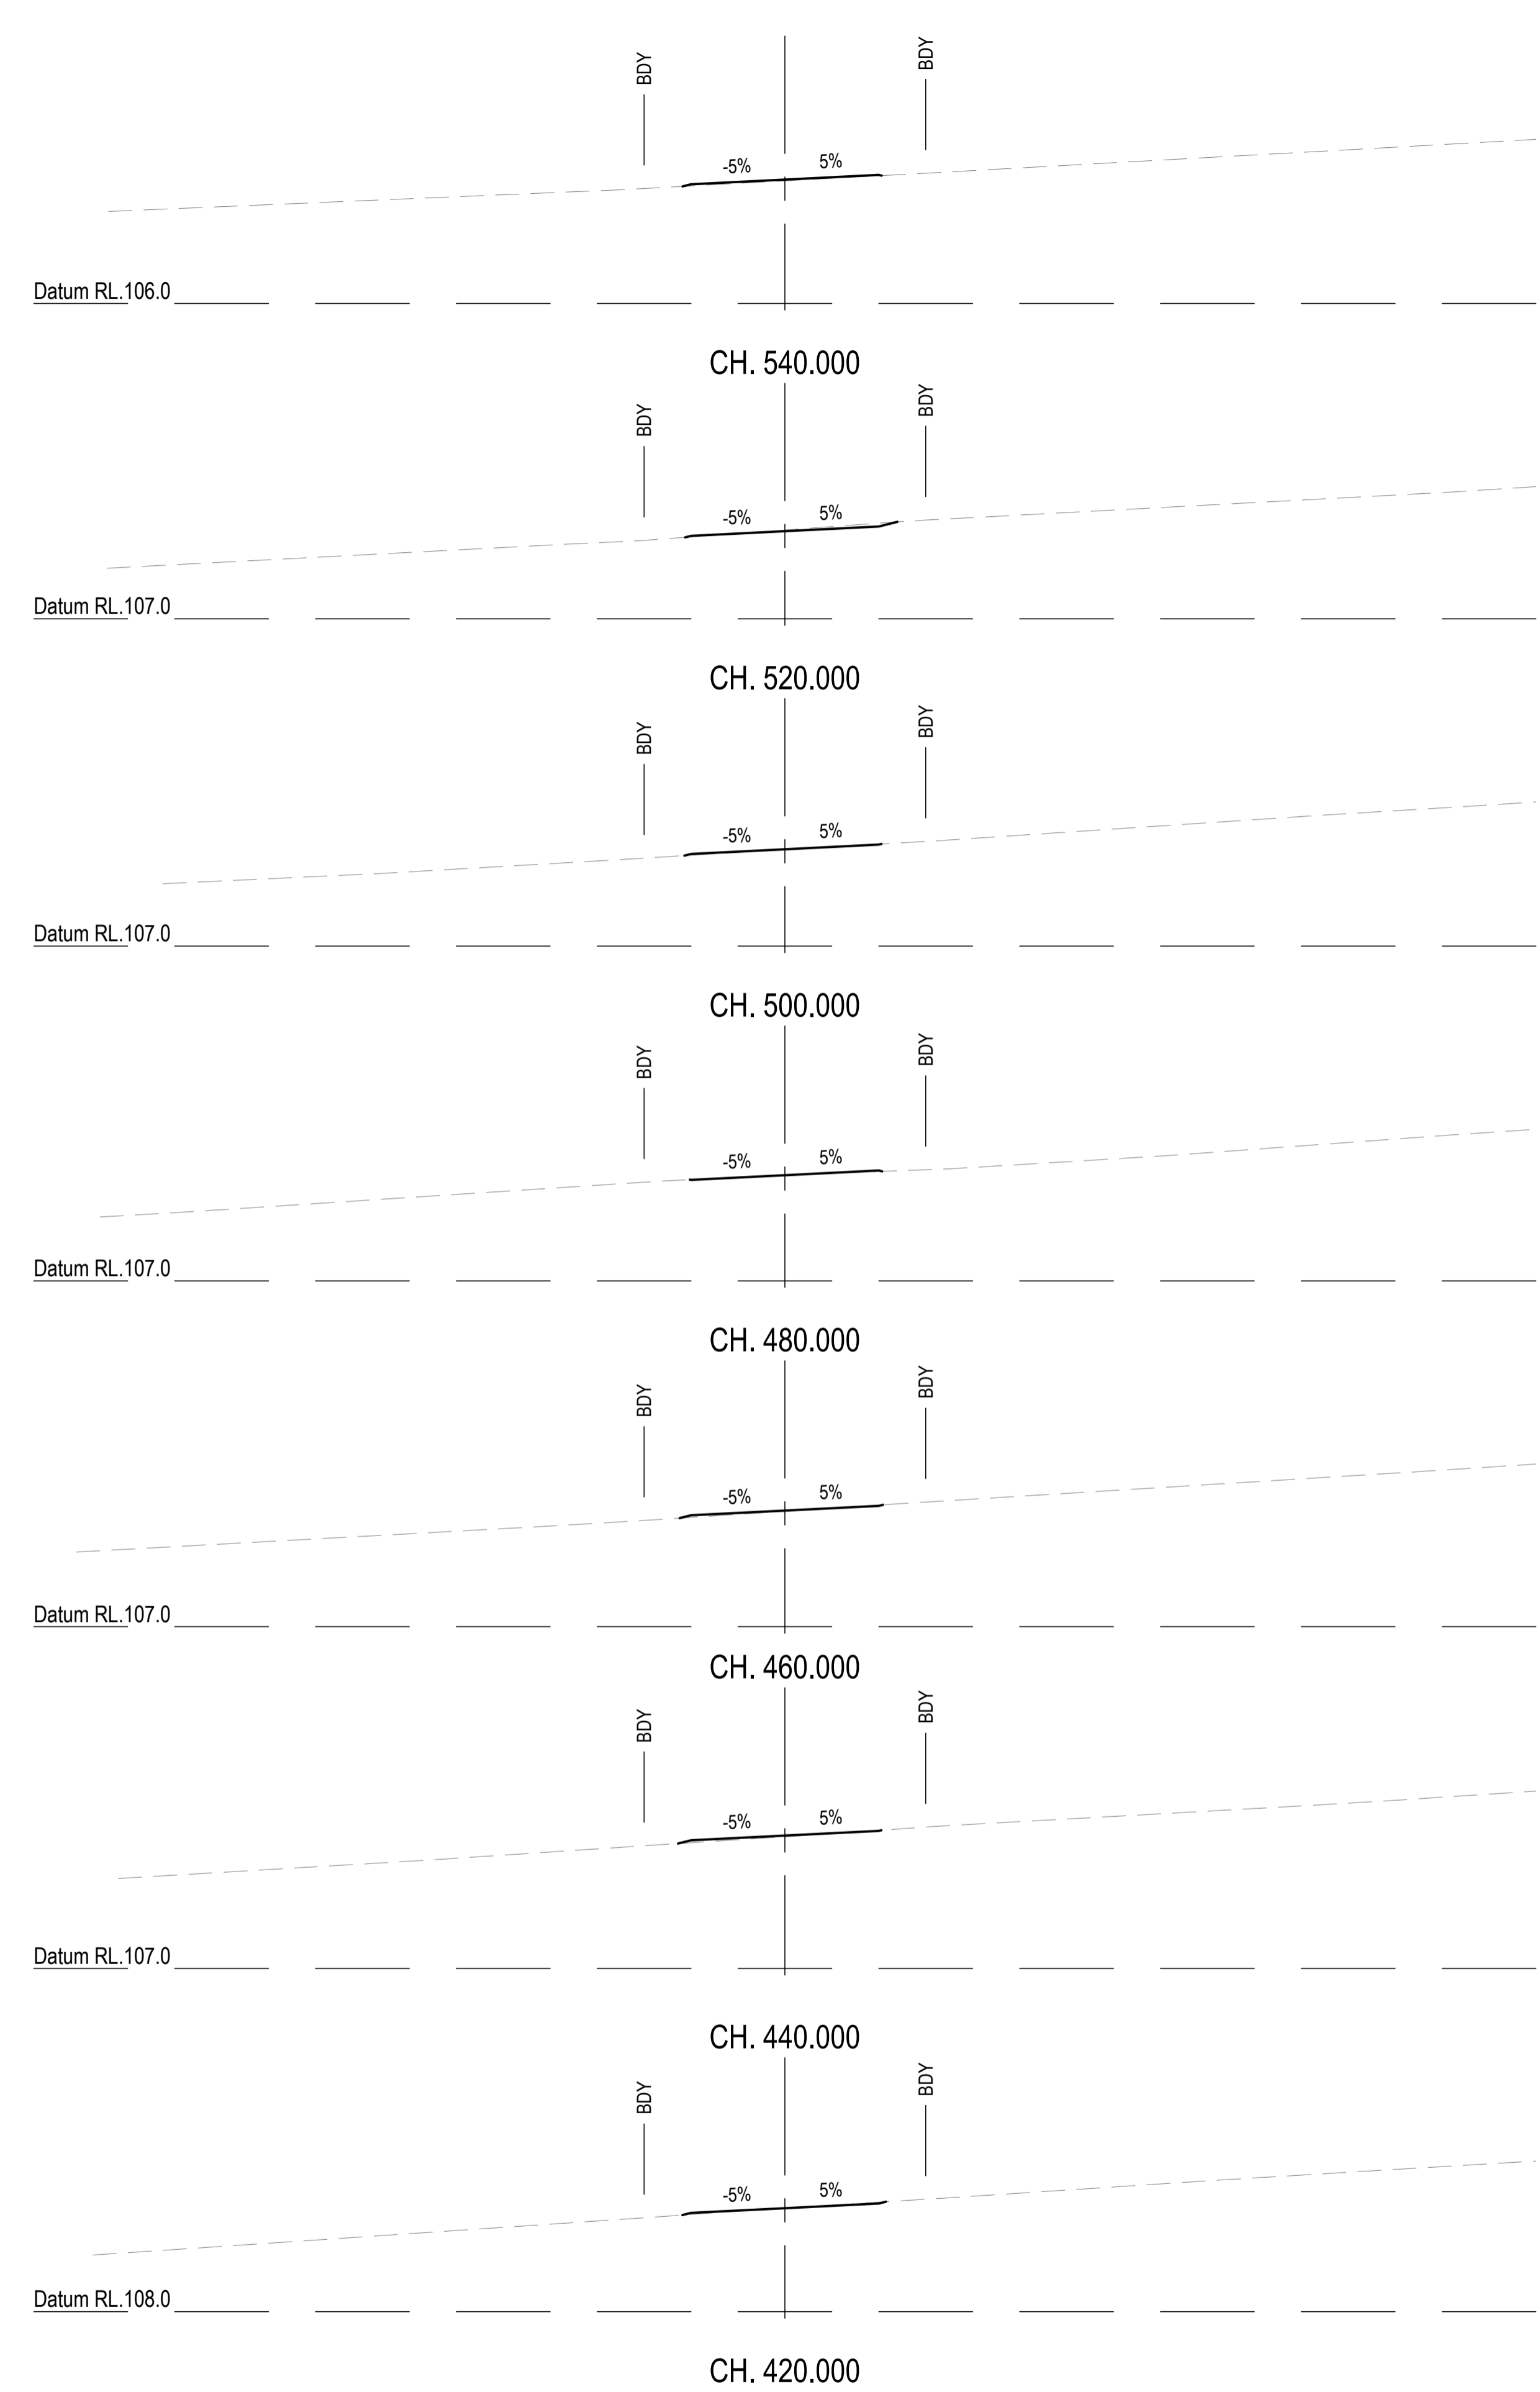 BDY
BDY
-5%
5%
Datum RL.106.0
CH. 540.000
BDY
BDY
-5%
5%
Datum RL.107.0
CH. 520.000
BDY
BDY
-5%
5%
Datum RL.107.0
CH. 500.000
BDY
BDY
-5%
5%
Datum RL.107.0
CH. 480.000
BDY
BDY
-5%
5%
Datum RL.107.0
CH. 460.000
BDY
BDY
-5%
5%
Datum RL.107.0
CH. 440.000
BDY
BDY
-5%
5%
Datum RL.108.0
CH. 420.000